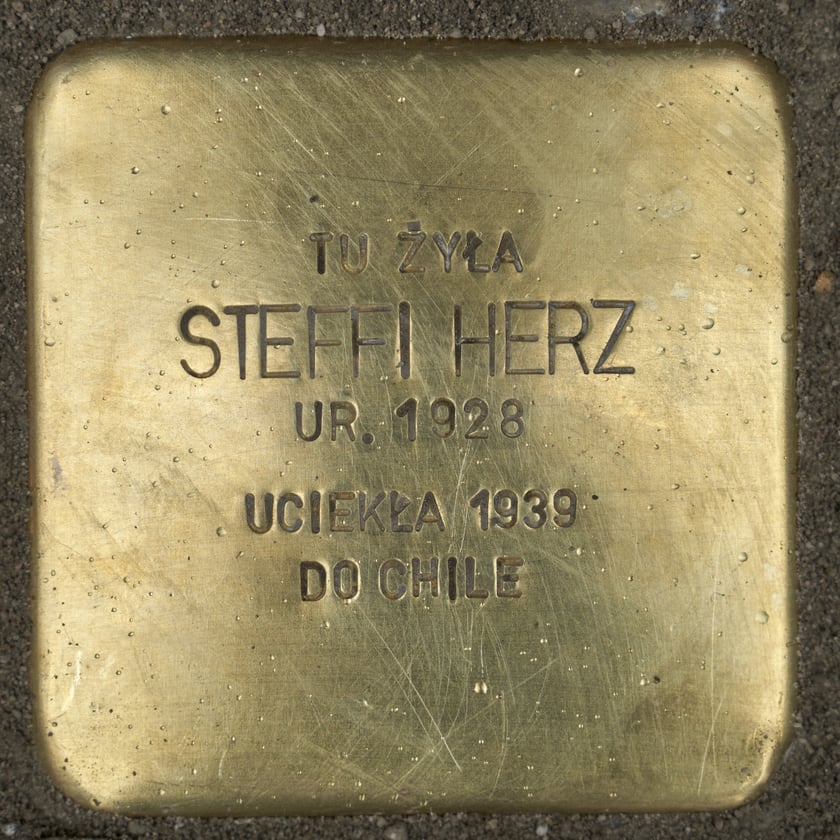 TU ŻYŁA
STEFFI HERZ
UR. 1928
UCIEKŁA 1939
DO CHILE